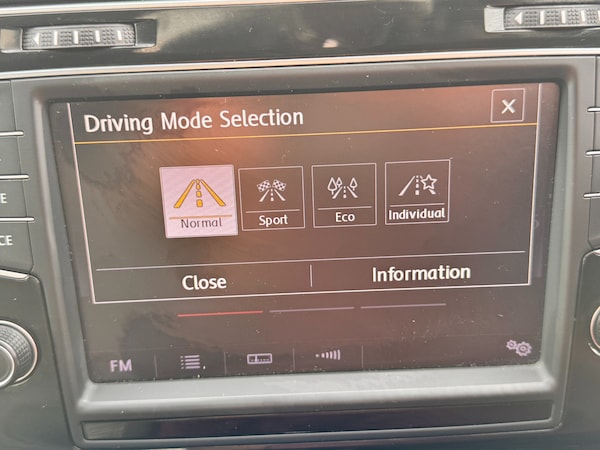 Driving Mode Selection
Normal
Sport
Eco
Individual
Close
Information
FM